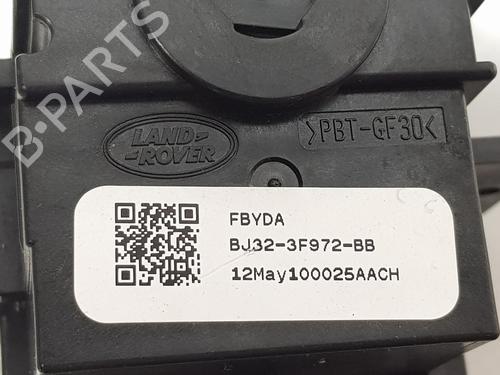 B·PARTS
LAND-
-ROVER
>PBT-GF30<
FBYDA
BJ32-3F972-BB
12May100025AACH